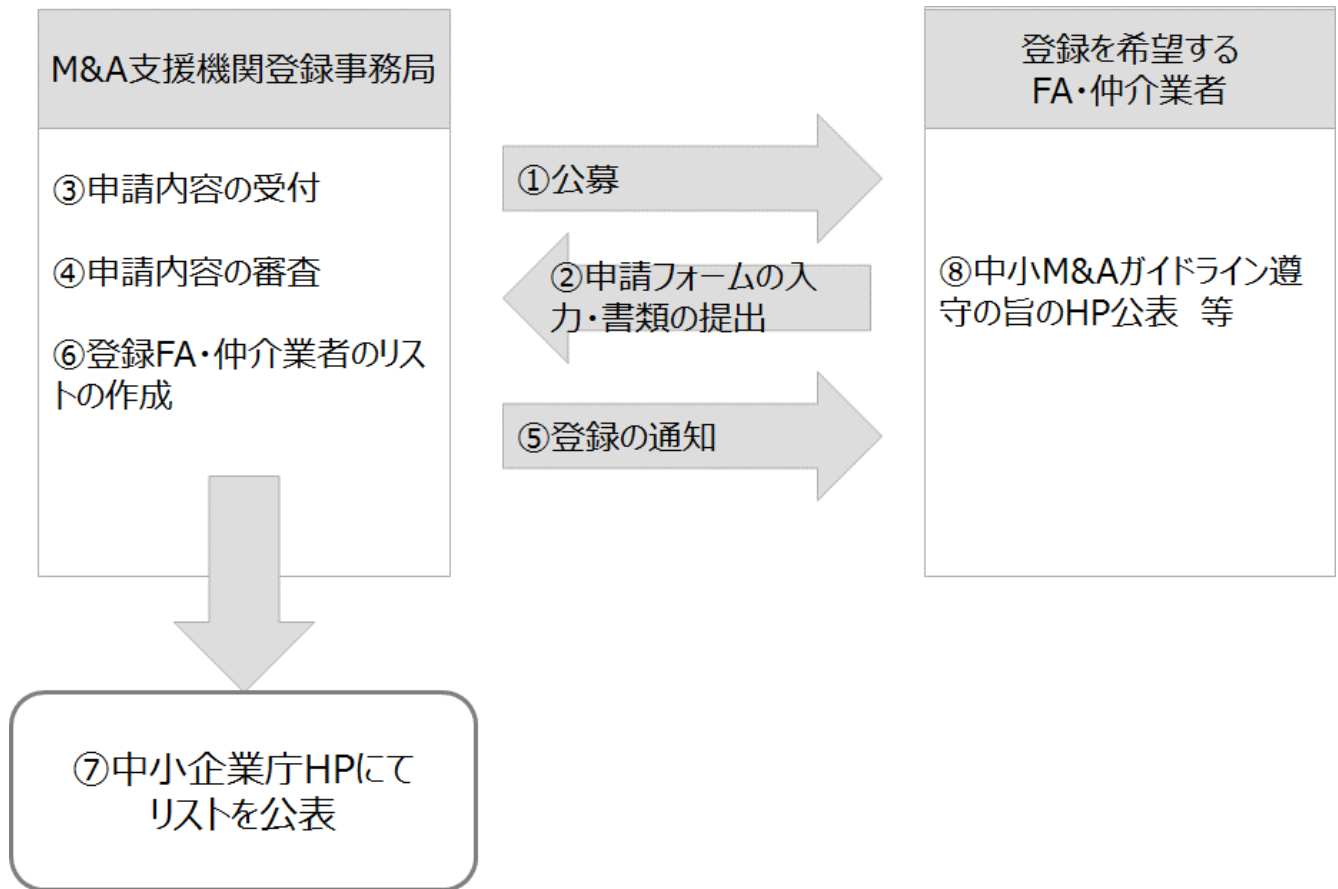 M&A支援機関登録事務局
③申請内容の受付
④申請内容の審査
⑥登録FA・仲介業者のリス
トの作成
①公募
②申請フォームの入
力・書類の提出
⑤登録の通知
登録を希望する
FA・仲介業者
⑧中小M&Aガイドライン遵
守の旨のHP公表　等
⑦中小企業庁HPにて
リストを公表